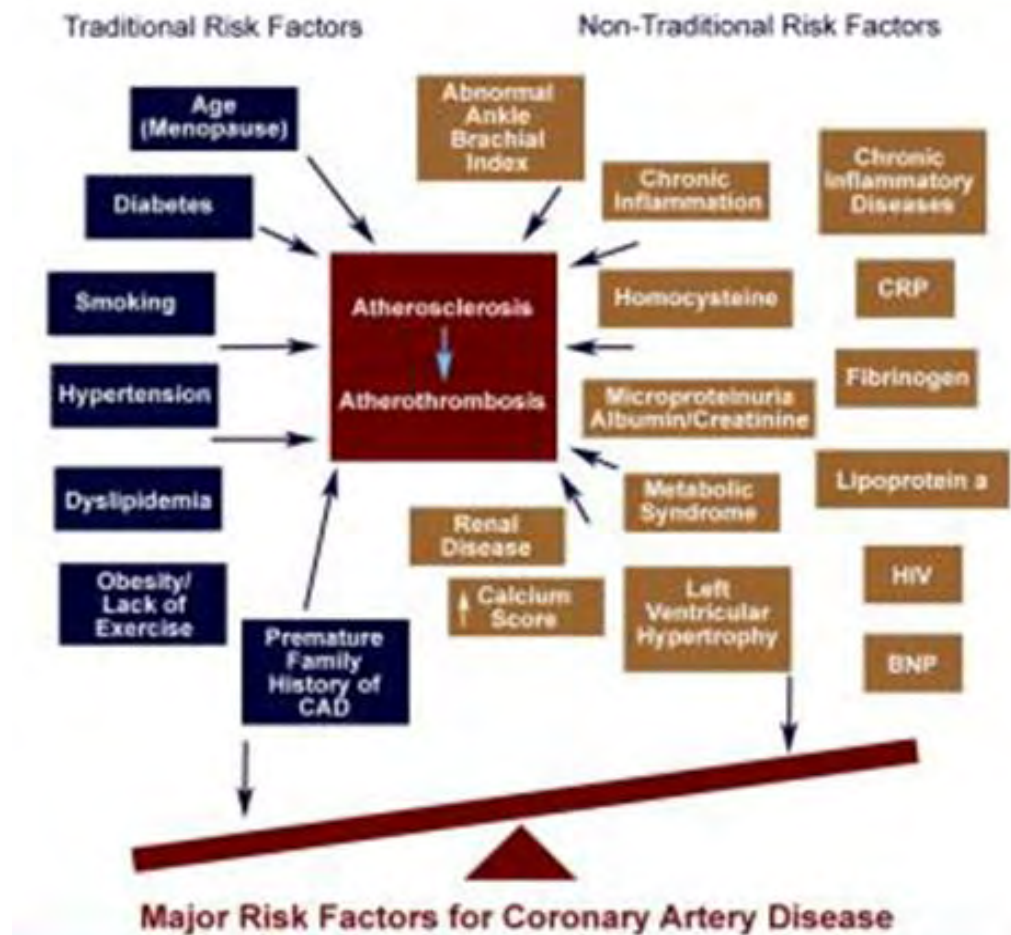 Traditional Risk Factors
Non-Traditional Risk Factors
Age
(Menopause)
Diabetes
Smoking
Hypertension
Dyslipidemia
Obesity/
Lack of
Exercise
Premature
Family
History of
CAD
Atherosclerosis
Atherothrombosis
Abnormal
Ankle
Brachial
Index
Chronic
Inflammation
Homocysteine
Microproteinuria
Albumin/Creatinine
Metabolic
Syndrome
Renal
Disease
Calcium
Score
Left
Ventricular
Hypertrophy
Chronic
Inflammatory
Diseases
CRP
Fibrinogen
Lipoprotein a
HIV
BNP
Major Risk Factors for Coronary Artery Disease